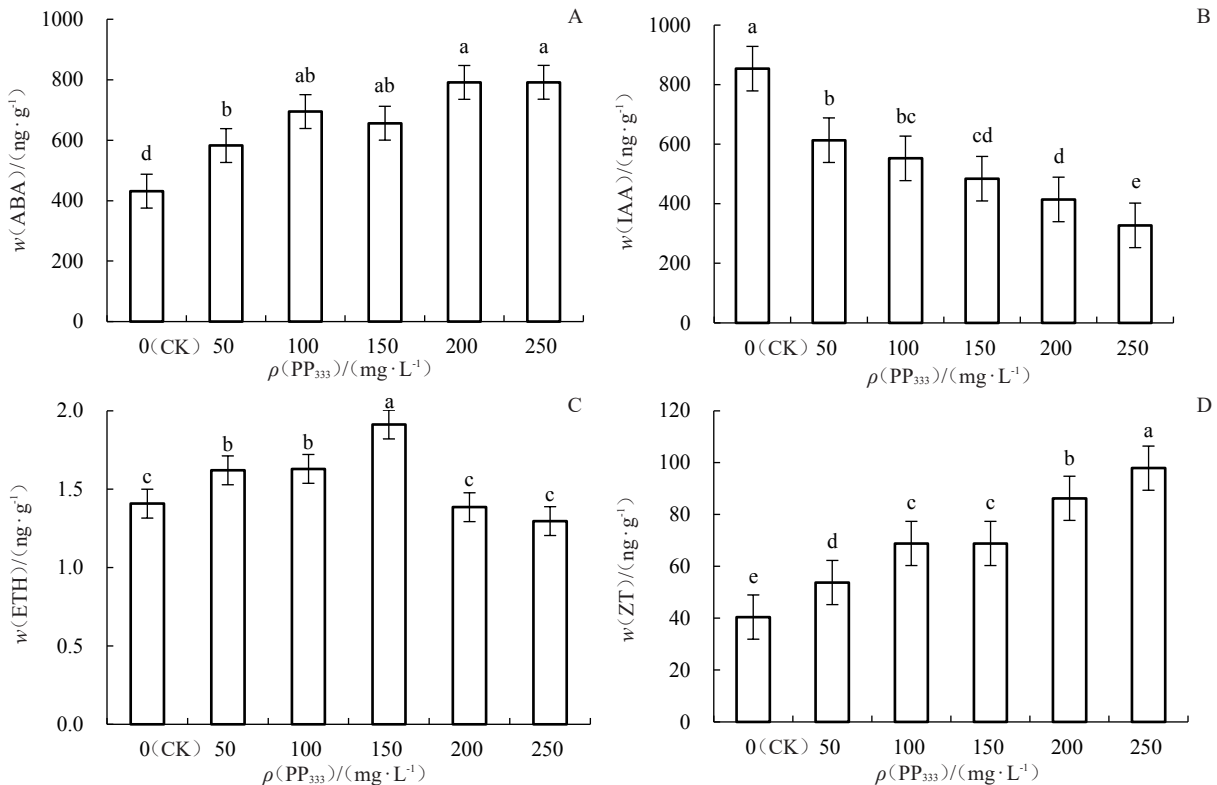 A
1000
800
600
400
200
0
w(ABA)/(ng·g⁻¹)
d
b
ab
ab
a
a
0(CK) 50 100 150 200 250
ρ(PP₃₃₃)/(mg·L⁻¹)
B
1000
800
600
400
200
0
w(IAA)/(ng·g⁻¹)
a
b
bc
cd
d
e
0(CK) 50 100 150 200 250
ρ(PP₃₃₃)/(mg·L⁻¹)
C
2.0
1.5
1.0
0.5
0.0
w(ETH)/(ng·g⁻¹)
c
b
b
a
c
c
0(CK) 50 100 150 200 250
ρ(PP₃₃₃)/(mg·L⁻¹)
D
120
100
80
60
40
20
0
w(ZT)/(ng·g⁻¹)
e
d
c
c
b
a
0(CK) 50 100 150 200 250
ρ(PP₃₃₃)/(mg·L⁻¹)